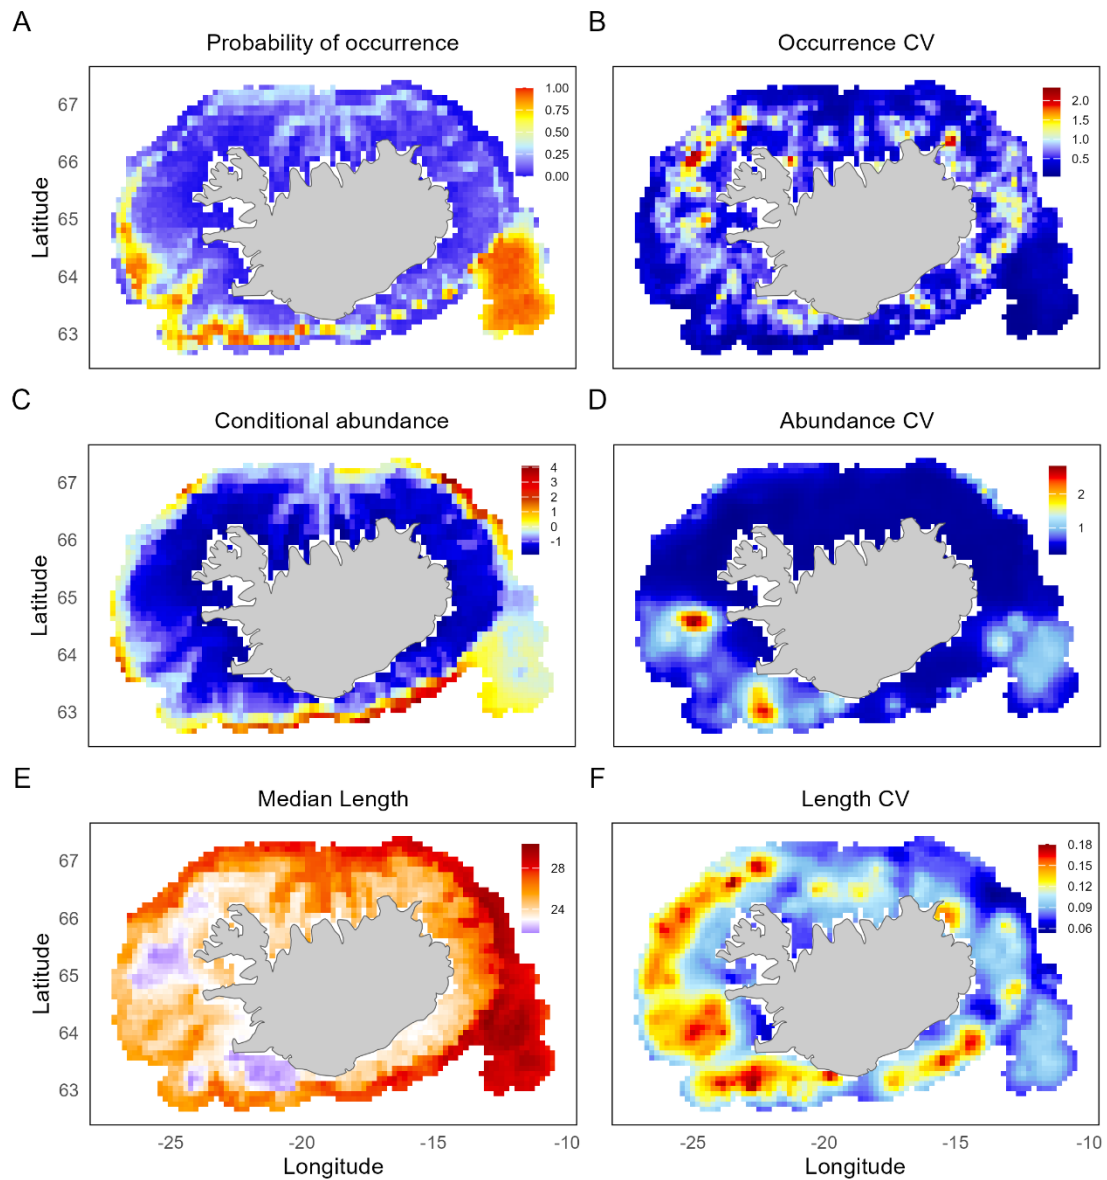 A
Probability of occurrence
B
Occurrence CV
Latitude
67
66
65
64
63
1.00
0.75
0.50
0.25
0.00
2.0
1.5
1.0
0.5
C
Conditional abundance
D
Abundance CV
Latitude
67
66
65
64
63
4
3
2
1
0
-1
2
1
E
Median Length
F
Length CV
Latitude
67
66
65
64
63
28
24
0.18
0.15
0.12
0.09
0.06
-25
-20
-15
-10
-25
-20
-15
-10
Longitude
Longitude